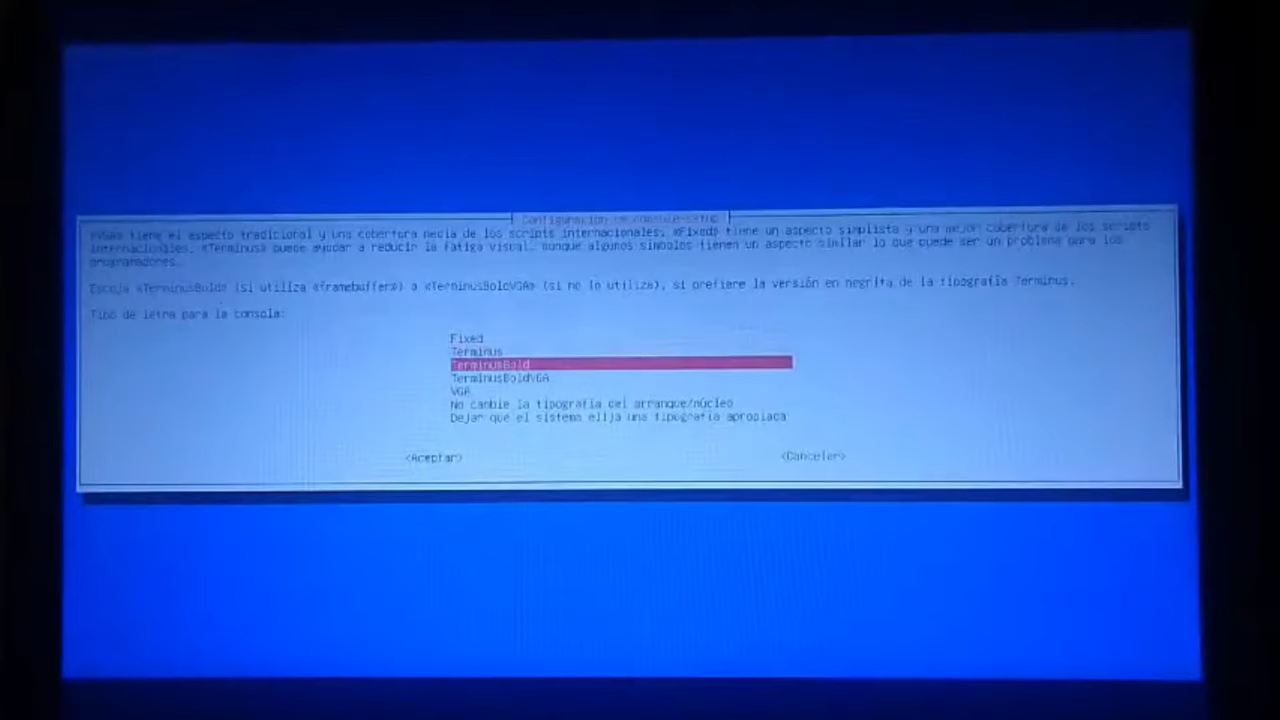 Configuración de console-setup
«VGA» tiene el aspecto tradicional y una cobertura media de los scripts internacionales. «Fixed» tiene un aspecto simplista y una mejor cobertura de los scripts
internacionales. «Terminus» puede ayudar a reducir la fatiga visual, aunque algunos símbolos tienen un aspecto similar lo que puede ser un problema para los
programadores.
Escoja «TerminusBold» (si utiliza «framebuffer») o «TerminusBoldVGA» (si no lo utiliza), si prefiere la versión en negrita de la tipografía Terminus.
Tipo de letra para la consola:
Fixed
Terminus
TerminusBold
TerminusBoldVGA
VGA
No cambie la tipografía del arranque/núcleo
Dejar que el sistema elija una tipografía apropiada
<Aceptar> <Cancelar>